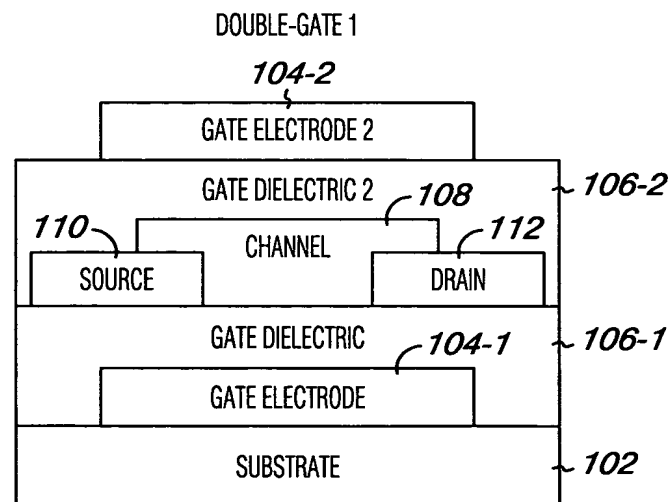 DOUBLE-GATE 1
104-2
GATE ELECTRODE 2
GATE DIELECTRIC 2
106-2
110
108
112
CHANNEL
SOURCE
DRAIN
GATE DIELECTRIC
106-1
104-1
GATE ELECTRODE
SUBSTRATE
102